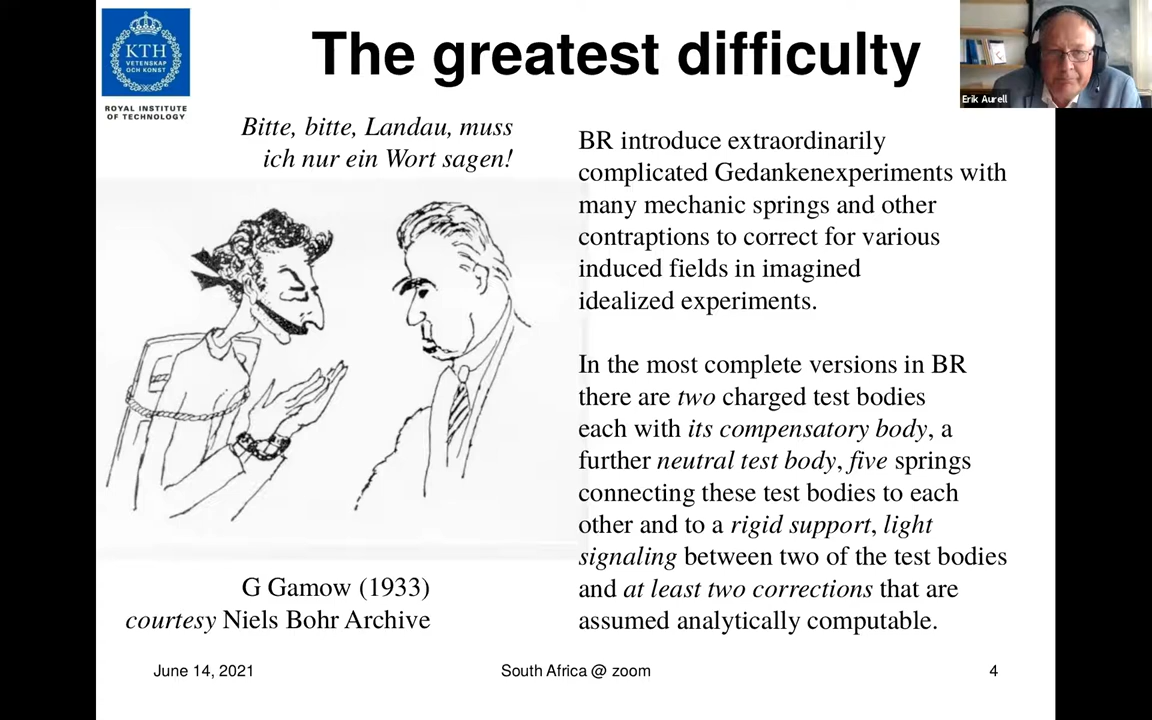 KTH
VETENSKAP
OCH KONST
ROYAL INSTITUTE
OF TECHNOLOGY
The greatest difficulty
Erik Aurell
Bitte, bitte, Landau, muss
ich nur ein Wort sagen!
G Gamow (1933)
courtesy Niels Bohr Archive
BR introduce extraordinarily
complicated Gedankenexperiments with
many mechanic springs and other
contraptions to correct for various
induced fields in imagined
idealized experiments.
In the most complete versions in BR
there are two charged test bodies
each with its compensatory body, a
further neutral test body, five springs
connecting these test bodies to each
other and to a rigid support, light
signaling between two of the test bodies
and at least two corrections that are
assumed analytically computable.
June 14, 2021
South Africa @ zoom
4